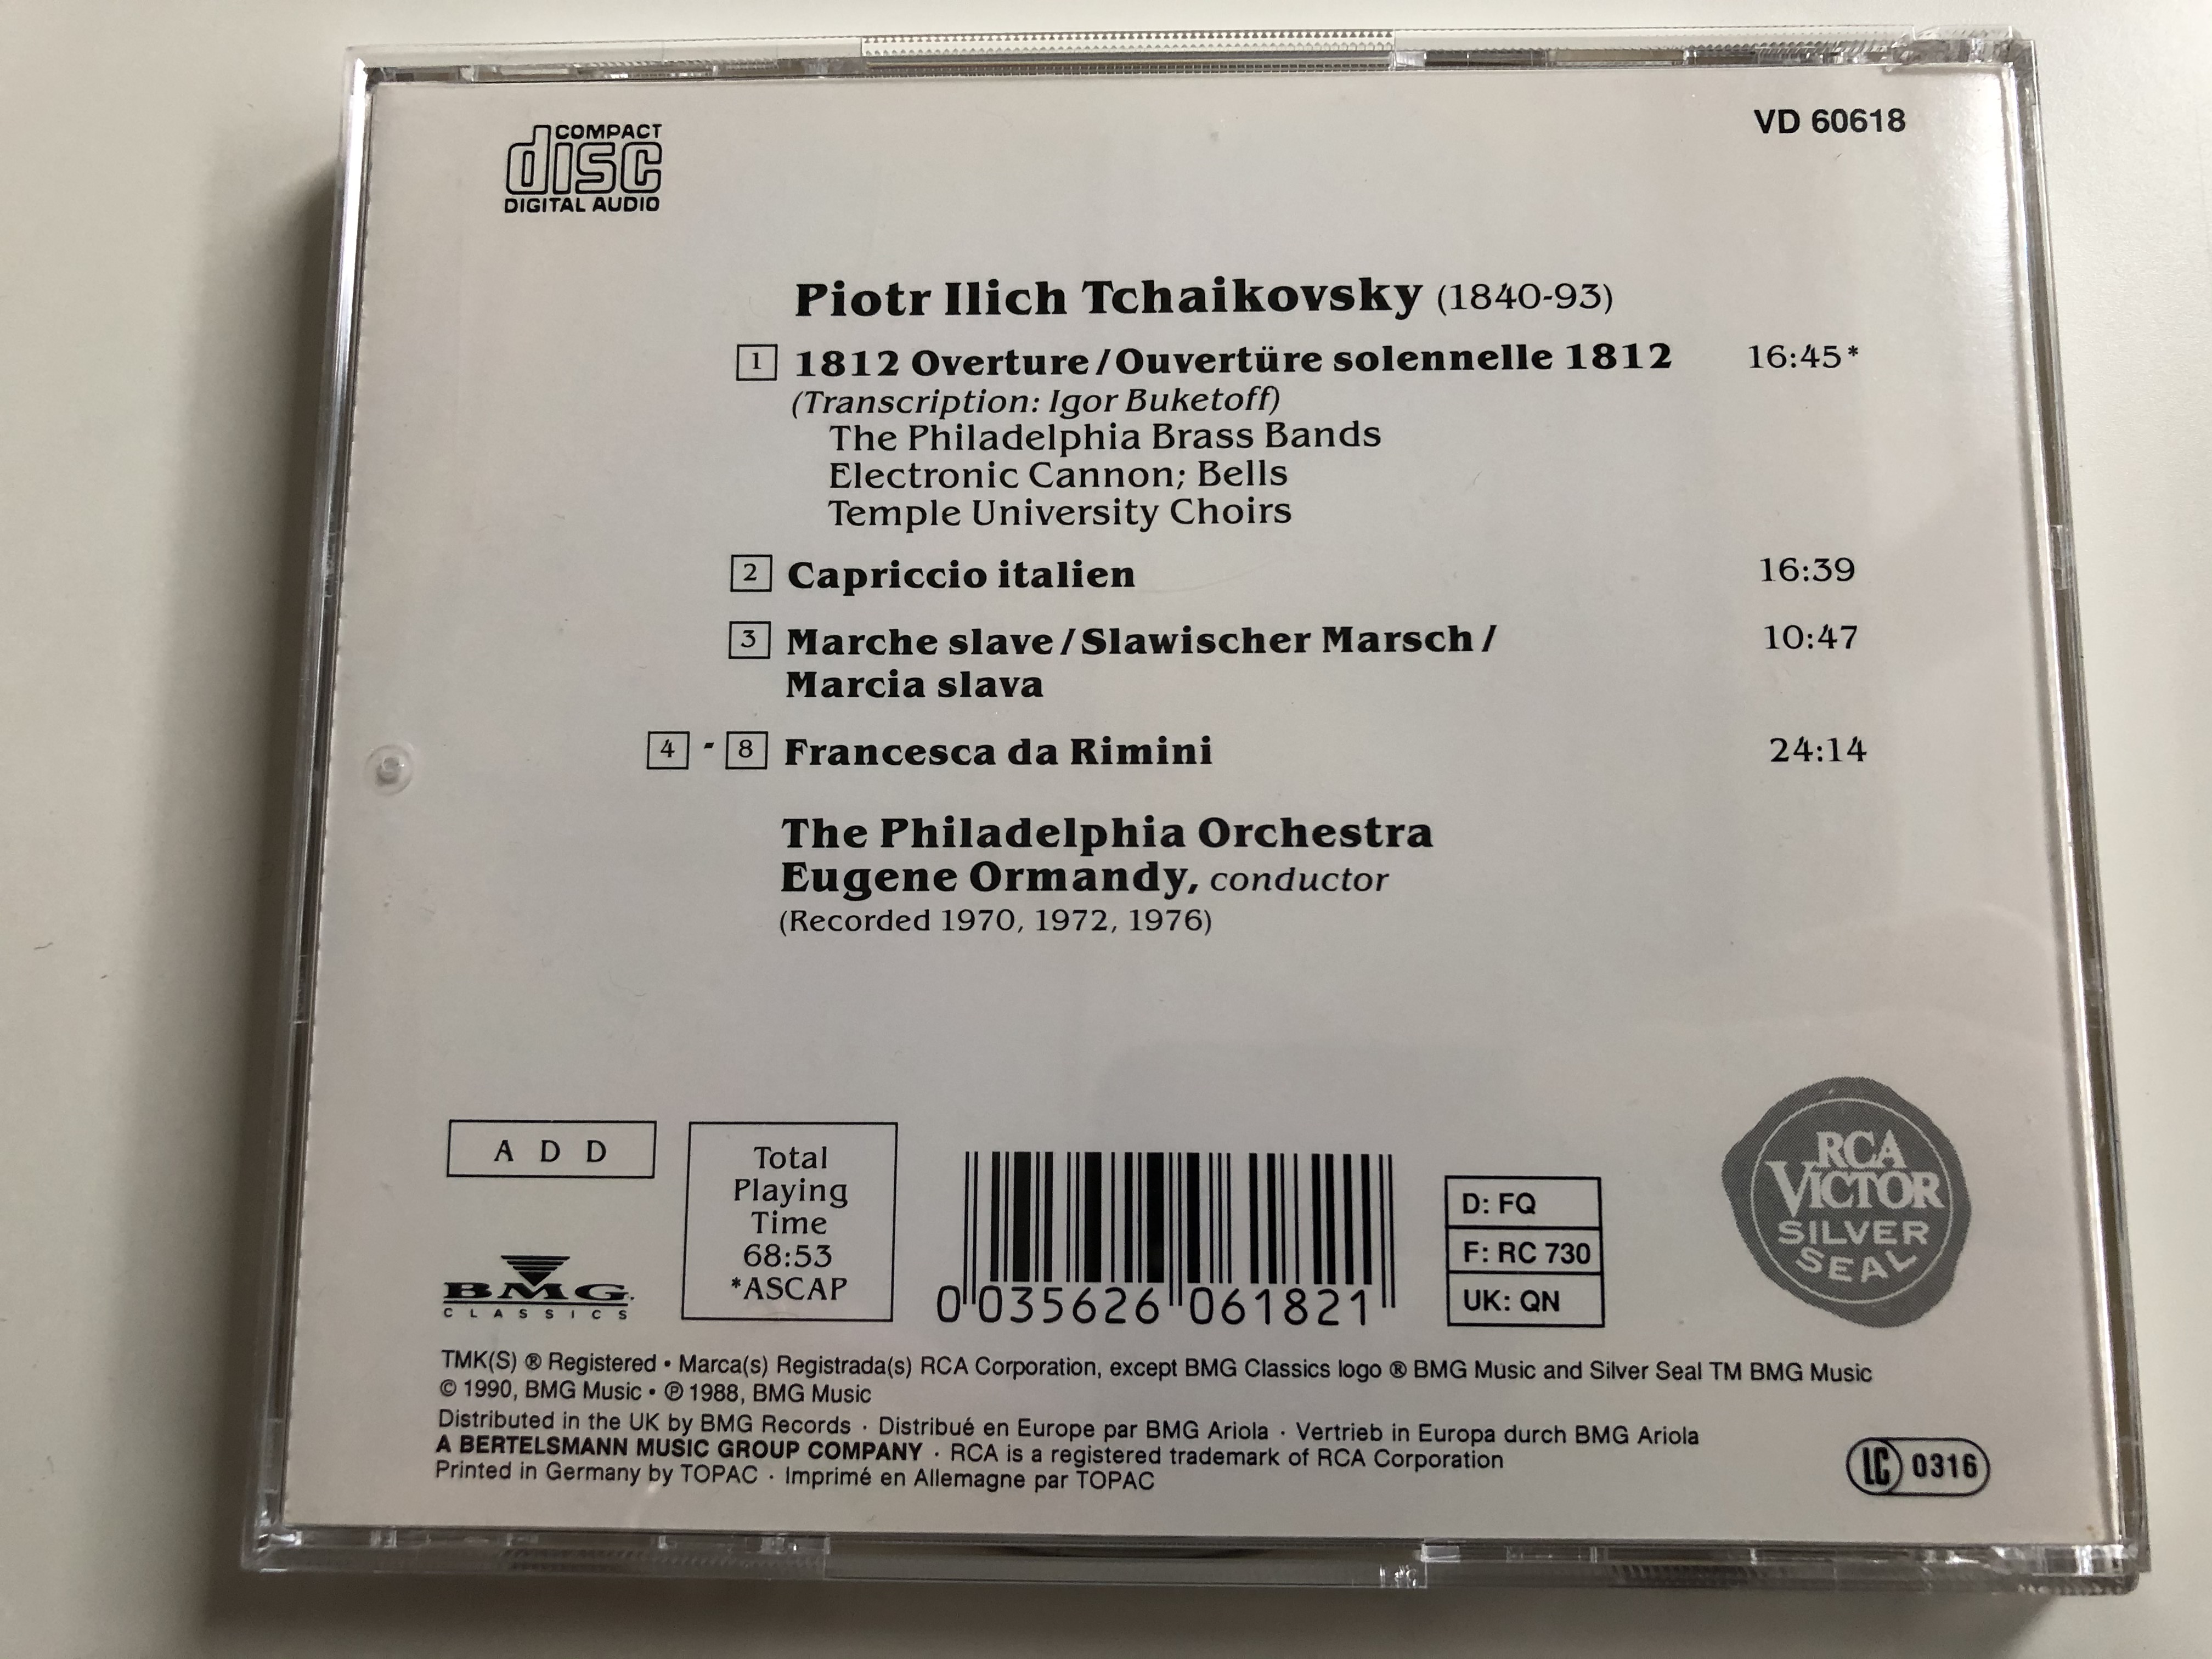 COMPACT
disc
DIGITAL AUDIO
VD 60618
Piotr Ilich Tchaikovsky (1840-93)
1 1812 Overture / Ouvertüre solennelle 1812 16:45*
(Transcription: Igor Buketoff)
The Philadelphia Brass Bands
Electronic Cannon; Bells
Temple University Choirs
2 Capriccio italien 16:39
3 Marche slave / Slawischer Marsch / 10:47
Marcia slava
4 - 8 Francesca da Rimini 24:14
The Philadelphia Orchestra
Eugene Ormandy, conductor
(Recorded 1970, 1972, 1976)
A D D
Total
Playing
Time
68:53
*ASCAP
BMG
CLASSICS
0 035626 061821
D: FQ
F: RC 730
UK: QN
RCA
VICTOR
SILVER
SEAL
TMK(S) ® Registered • Marca(s) Registrada(s) RCA Corporation, except BMG Classics logo ® BMG Music and Silver Seal TM BMG Music
© 1990, BMG Music • ℗ 1988, BMG Music
Distributed in the UK by BMG Records · Distribué en Europe par BMG Ariola · Vertrieb in Europa durch BMG Ariola
A BERTELSMANN MUSIC GROUP COMPANY · RCA is a registered trademark of RCA Corporation
Printed in Germany by TOPAC · Imprimé en Allemagne par TOPAC
LC 0316